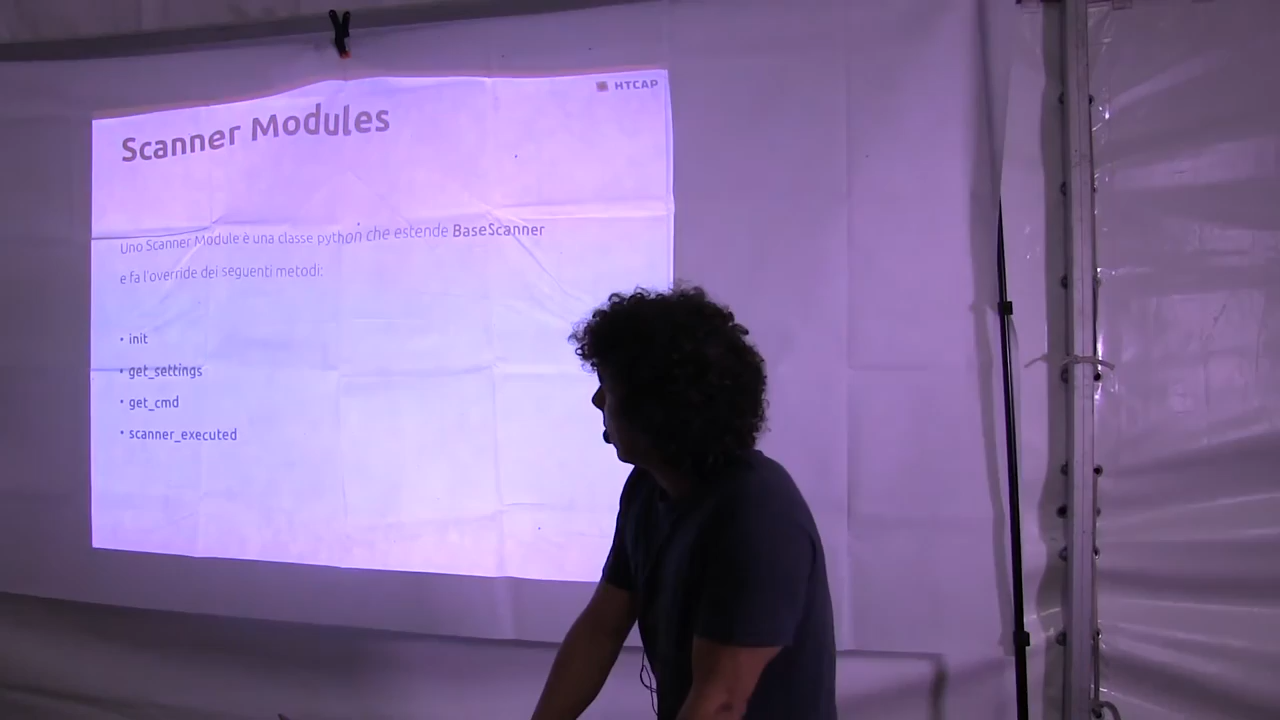 HTCAP
Scanner Modules
Uno Scanner Module è una classe python che estende BaseScanner
e fa l'override dei seguenti metodi:
• init
• get_settings
• get_cmd
• scanner_executed